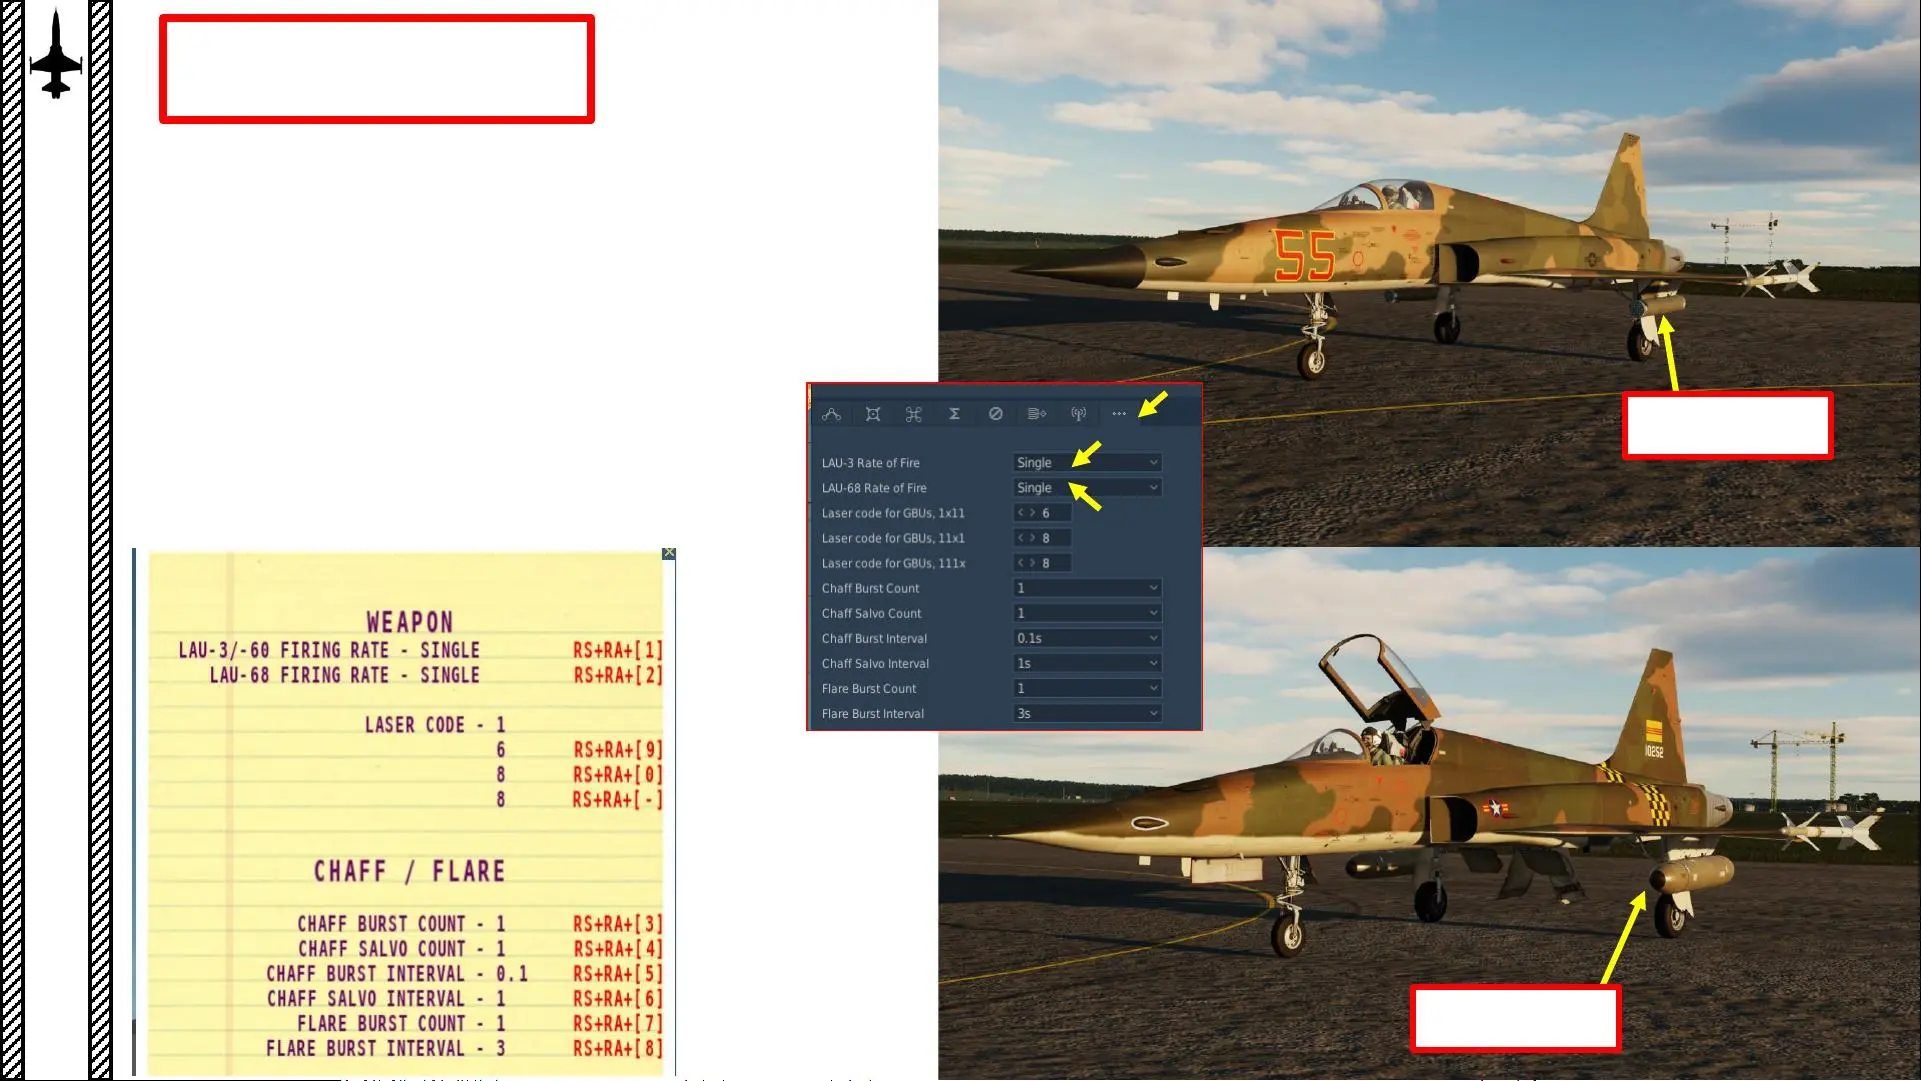 55
LAU-3 Rate of Fire Single
LAU-68 Rate of Fire Single
Laser code for GBUs, 1x11 < > 6
Laser code for GBUs, 11x1 < > 8
Laser code for GBUs, 111x < > 8
Chaff Burst Count 1
Chaff Salvo Count 1
Chaff Burst Interval 0.1s
Chaff Salvo Interval 1s
Flare Burst Count 1
Flare Burst Interval 3s
WEAPON
LAU-3/-60 FIRING RATE - SINGLE RS+RA+[1]
LAU-68 FIRING RATE - SINGLE RS+RA+[2]
LASER CODE - 1
6 RS+RA+[9]
8 RS+RA+[0]
8 RS+RA+[-]
CHAFF / FLARE
CHAFF BURST COUNT - 1 RS+RA+[3]
CHAFF SALVO COUNT - 1 RS+RA+[4]
CHAFF BURST INTERVAL - 0.1 RS+RA+[5]
CHAFF SALVO INTERVAL - 1 RS+RA+[6]
FLARE BURST COUNT - 1 RS+RA+[7]
FLARE BURST INTERVAL - 3 RS+RA+[8]
10252